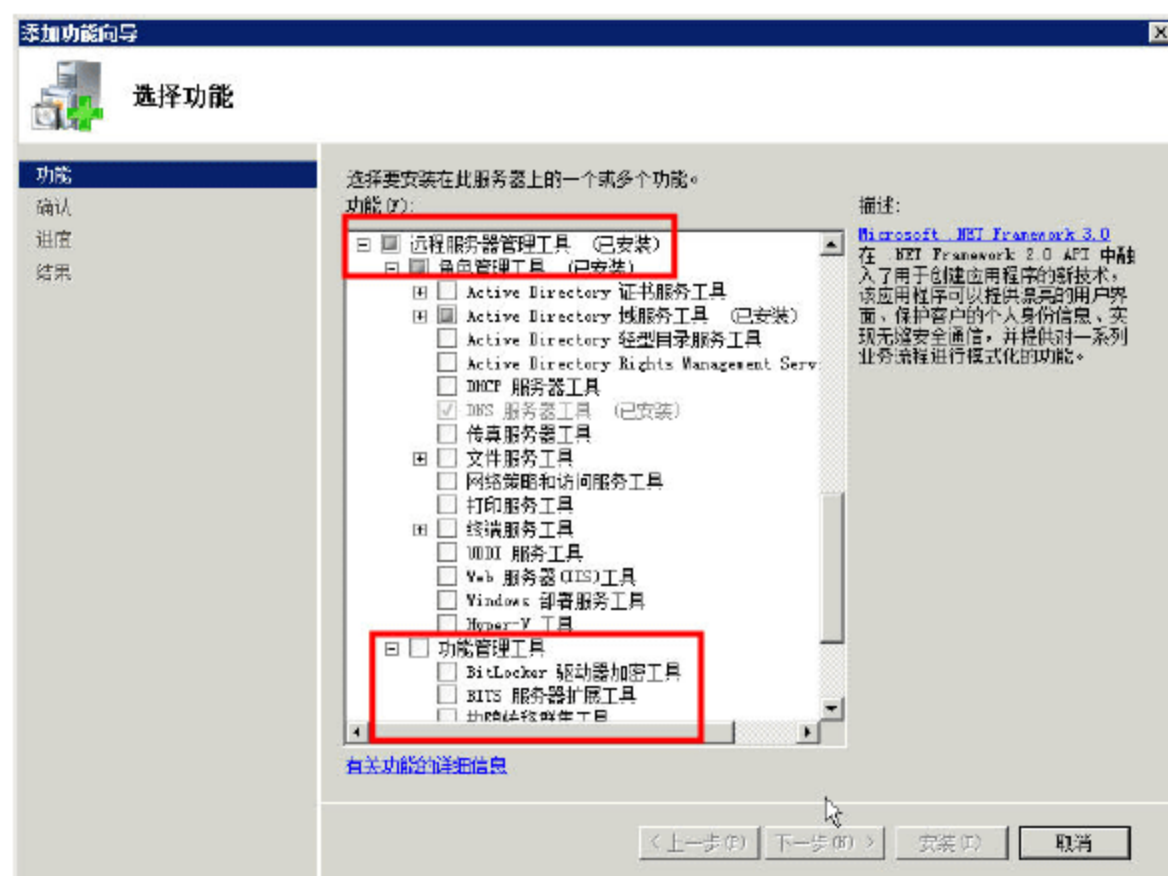 添加功能向导
选择功能
功能
确认
进度
结果
选择要安装在此服务器上的一个或多个功能。
功能(F):
远程服务器管理工具 (已安装)
角色管理工具 (已安装)
Active Directory 证书服务工具
Active Directory 域服务工具 (已安装)
Active Directory 轻型目录服务工具
Active Directory Rights Management Serv
DHCP 服务器工具
DNS 服务器工具 (已安装)
传真服务器工具
文件服务工具
网络策略和访问服务工具
打印服务工具
终端服务工具
UDDI 服务工具
Web 服务器(IIS)工具
Windows 部署服务工具
Hyper-V 工具
功能管理工具
BitLocker 驱动器加密工具
BITS 服务器扩展工具
故障转移群集工具
有关功能的详细信息
描述:
Microsoft .NET Framework 3.0
在 .NET Framework 2.0 API 中融
入了用于创建应用程序的新技术,
该应用程序可以提供漂亮的用户界
面、保护客户的个人身份信息、实
现无缝安全通信,并提供对一系列
业务流程进行模式化的功能。
< 上一步(P)
下一步(N) >
安装(I)
取消